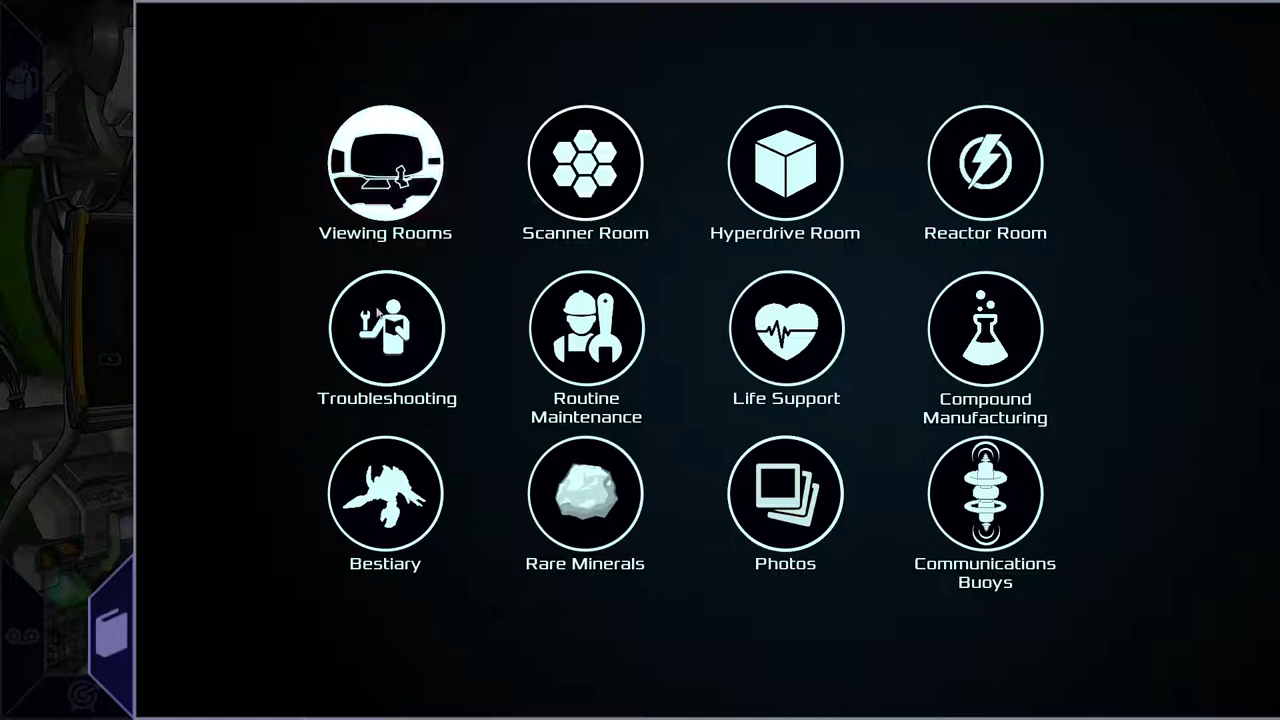 Viewing Rooms
Scanner Room
Hyperdrive Room
Reactor Room
Troubleshooting
Routine
Maintenance
Life Support
Compound
Manufacturing
Bestiary
Rare Minerals
Photos
Communications
Buoys